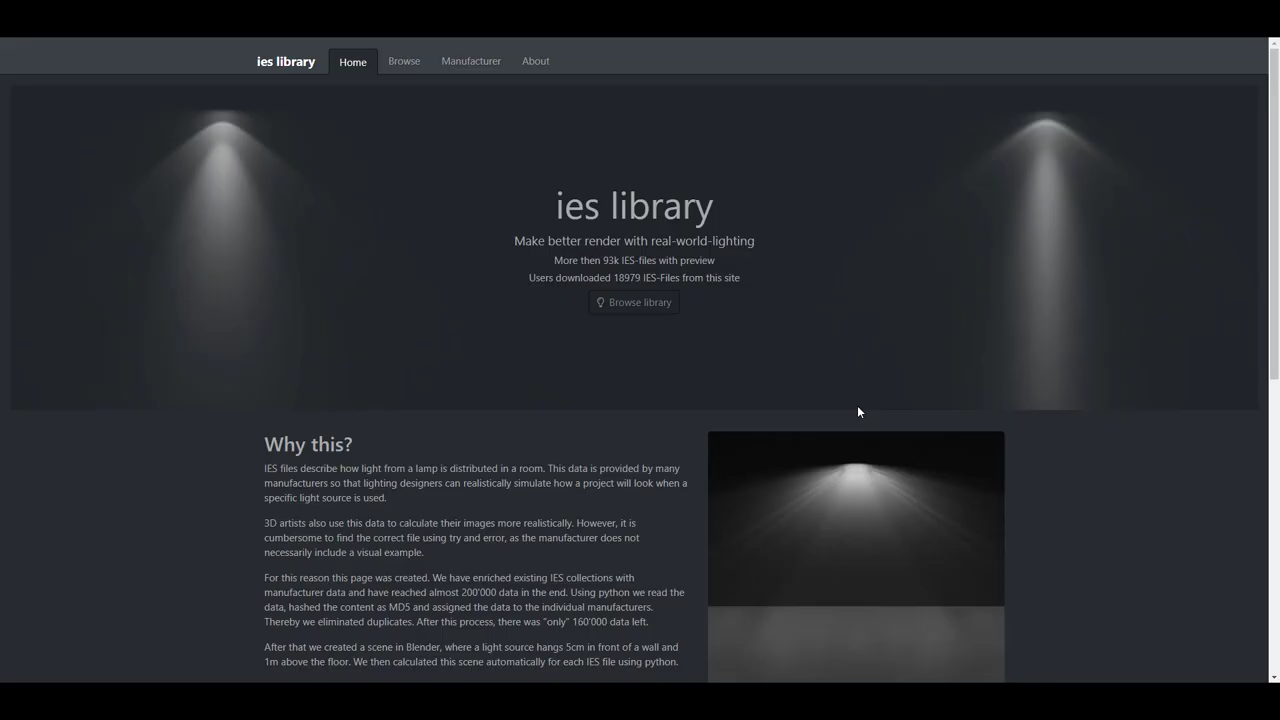 ies library
Home
Browse
Manufacturer
About
ies library
Make better render with real-world-lighting
More then 93k IES-files with preview
Users downloaded 18979 IES-Files from this site
Browse library
Why this?
IES files describe how light from a lamp is distributed in a room. This data is provided by many
manufacturers so that lighting designers can realistically simulate how a project will look when a
specific light source is used.
3D artists also use this data to calculate their images more realistically. However, it is
cumbersome to find the correct file using try and error, as the manufacturer does not
necessarily include a visual example.
For this reason this page was created. We have enriched existing IES collections with
manufacturer data and have reached almost 200'000 data in the end. Using python we read the
data, hashed the content as MD5 and assigned the data to the individual manufacturers.
Thereby we eliminated duplicates. After this process, there was "only" 160'000 data left.
After that we created a scene in Blender, where a light source hangs 5cm in front of a wall and
1m above the floor. We then calculated this scene automatically for each IES file using python.